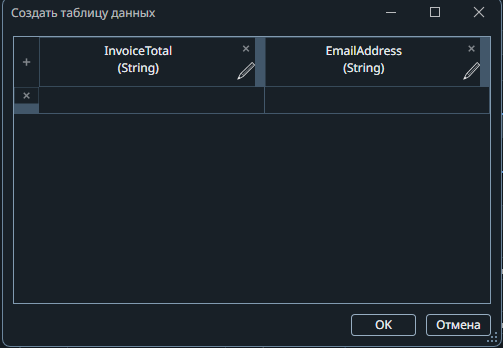 Создать таблицу данных
InvoiceTotal
(String)
EmailAddress
(String)
OK
Отмена